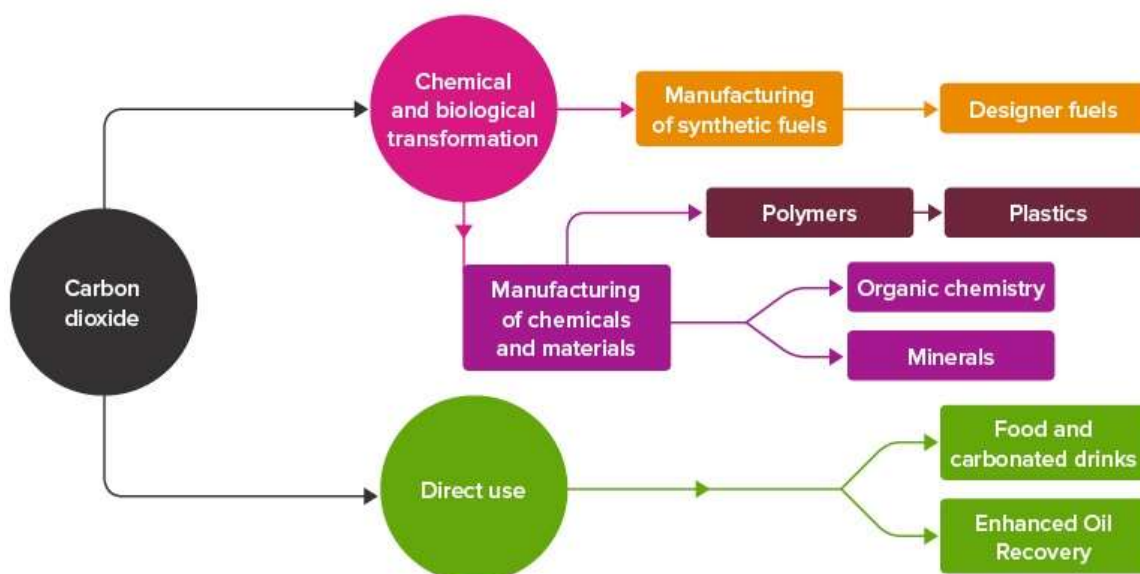 Chemical
and biological
transformation
Manufacturing
of synthetic fuels
Designer fuels
Polymers
Plastics
Carbon
dioxide
Manufacturing
of chemicals
and materials
Organic chemistry
Minerals
Direct use
Food and
carbonated drinks
Enhanced Oil
Recovery